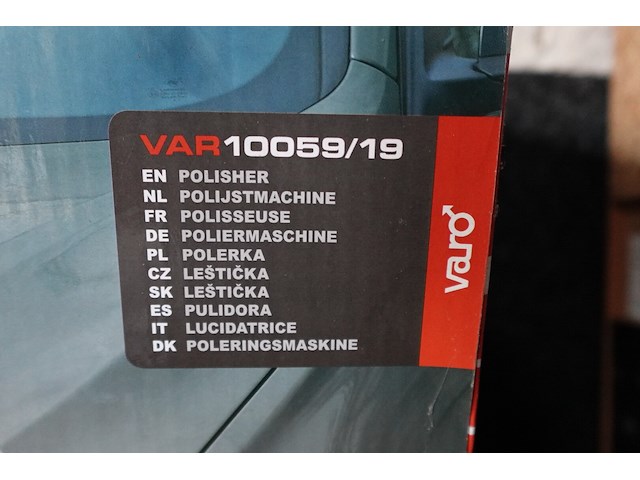 VAR10059/19
EN POLISHER
NL POLIJSTMACHINE
FR POLISSEUSE
DE POLIERMASCHINE
PL POLERKA
CZ LEŠTIČKA
SK LEŠTIČKA
ES PULIDORA
IT LUCIDATRICE
DK POLERINGSMASKINE
varo